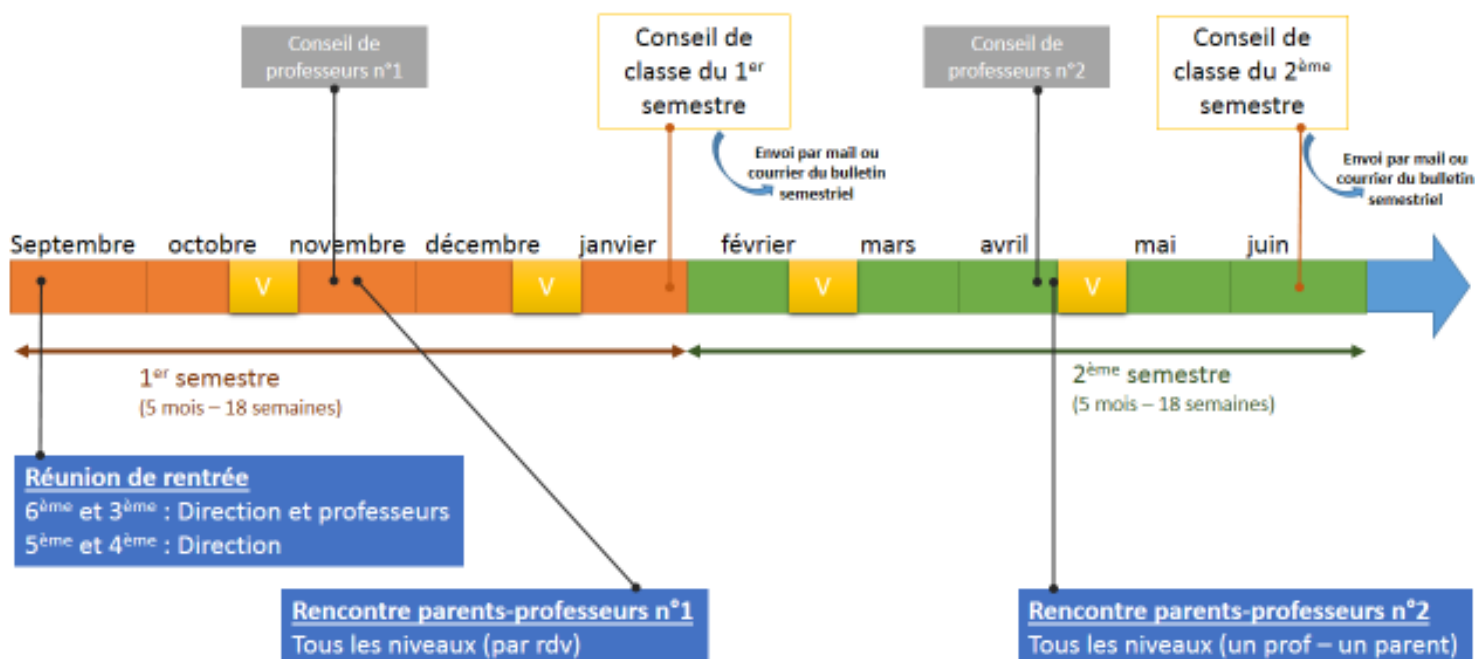 Conseil de
professeurs n°1
Conseil de
classe du 1er
semestre
Envoi par mail ou
courrier du bulletin
semestriel
Conseil de
professeurs n°2
Conseil de
classe du 2ème
semestre
Envoi par mail ou
courrier du bulletin
semestriel
Septembre octobre novembre décembre janvier février mars avril mai juin
V V V V
1er semestre
(5 mois – 18 semaines)
2ème semestre
(5 mois – 18 semaines)
Réunion de rentrée
6ème et 3ème : Direction et professeurs
5ème et 4ème : Direction
Rencontre parents-professeurs n°1
Tous les niveaux (par rdv)
Rencontre parents-professeurs n°2
Tous les niveaux (un prof – un parent)